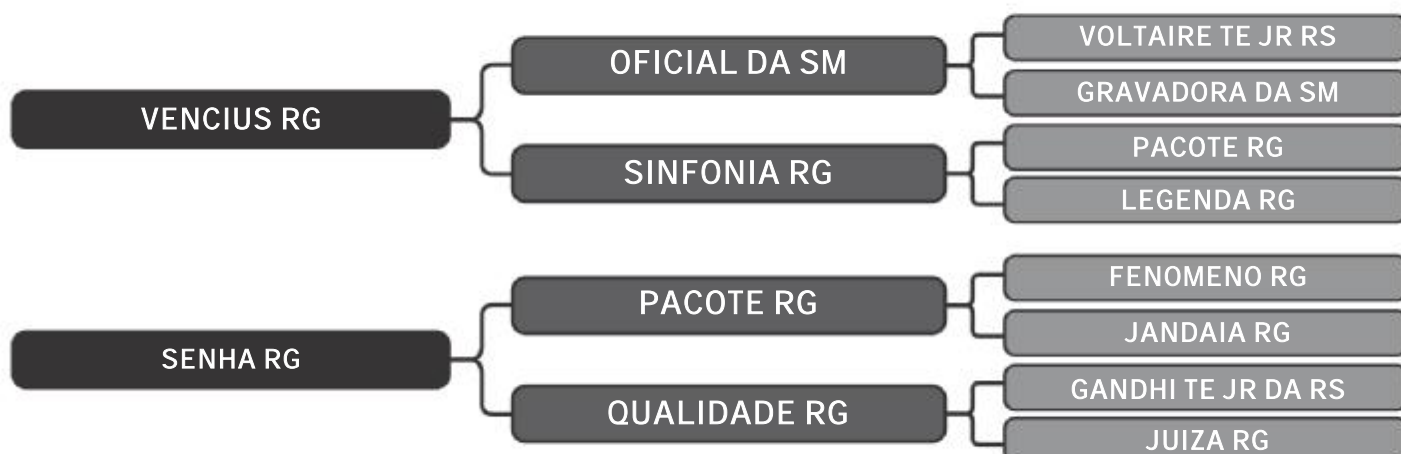 VENCIUS RG
OFICIAL DA SM
VOLTAIRE TE JR RS
GRAVADORA DA SM
SINFONIA RG
PACOTE RG
LEGENDA RG
SENHA RG
PACOTE RG
FENOMENO RG
JANDAIA RG
QUALIDADE RG
GANDHI TE JR DA RS
JUIZA RG